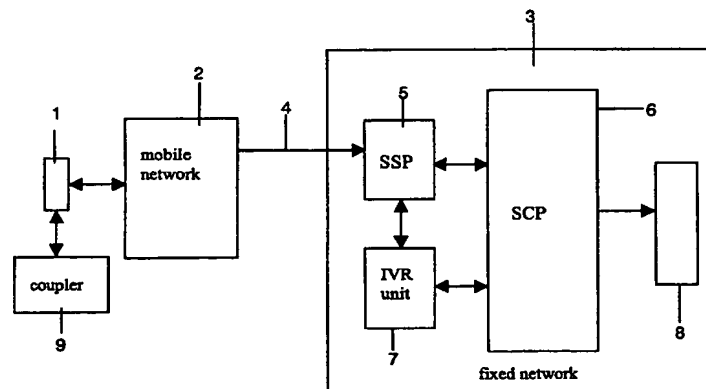 3
2
1
4
5
6
mobile
network
SSP
SCP
coupler
IVR
unit
9
7
8
fixed network